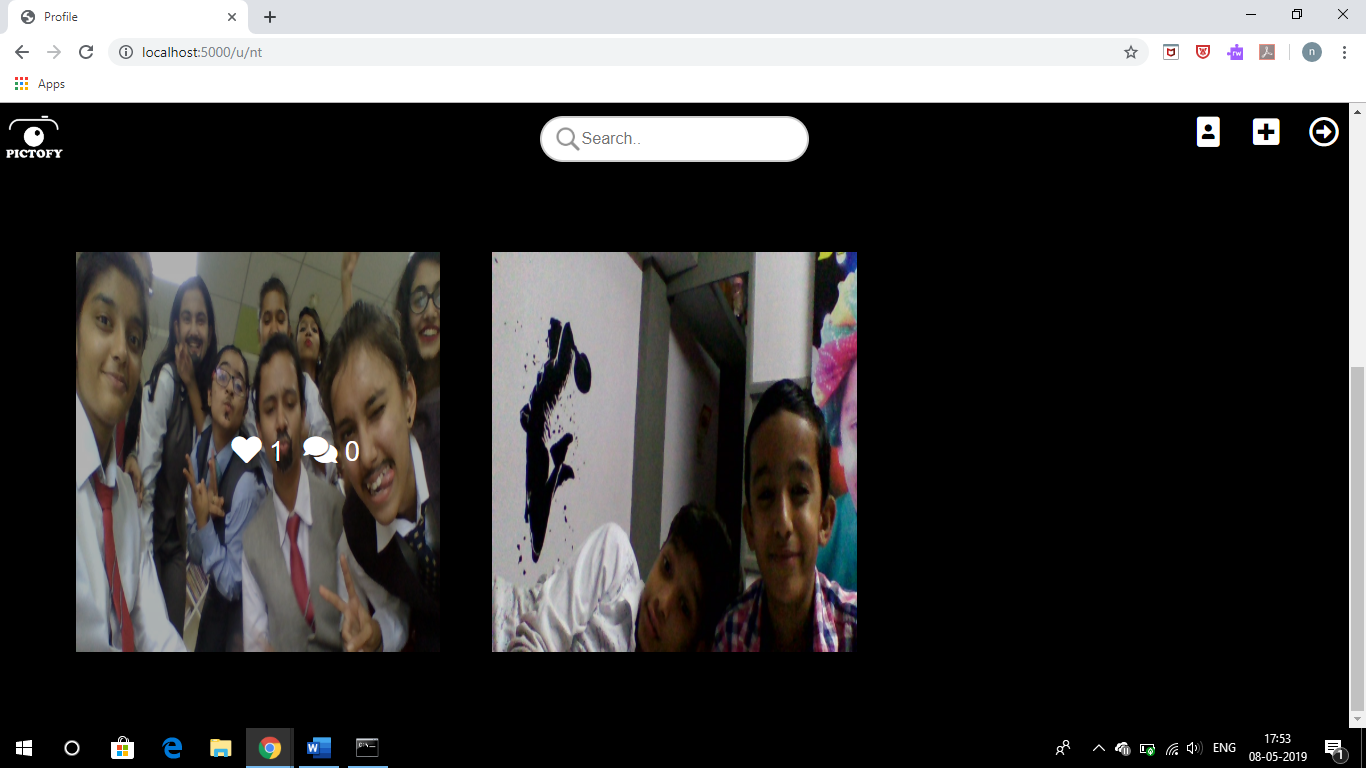 Profile
localhost:5000/u/nt
Apps
PICTOFY
Search..
1 0
17:53
ENG
08-05-2019
1